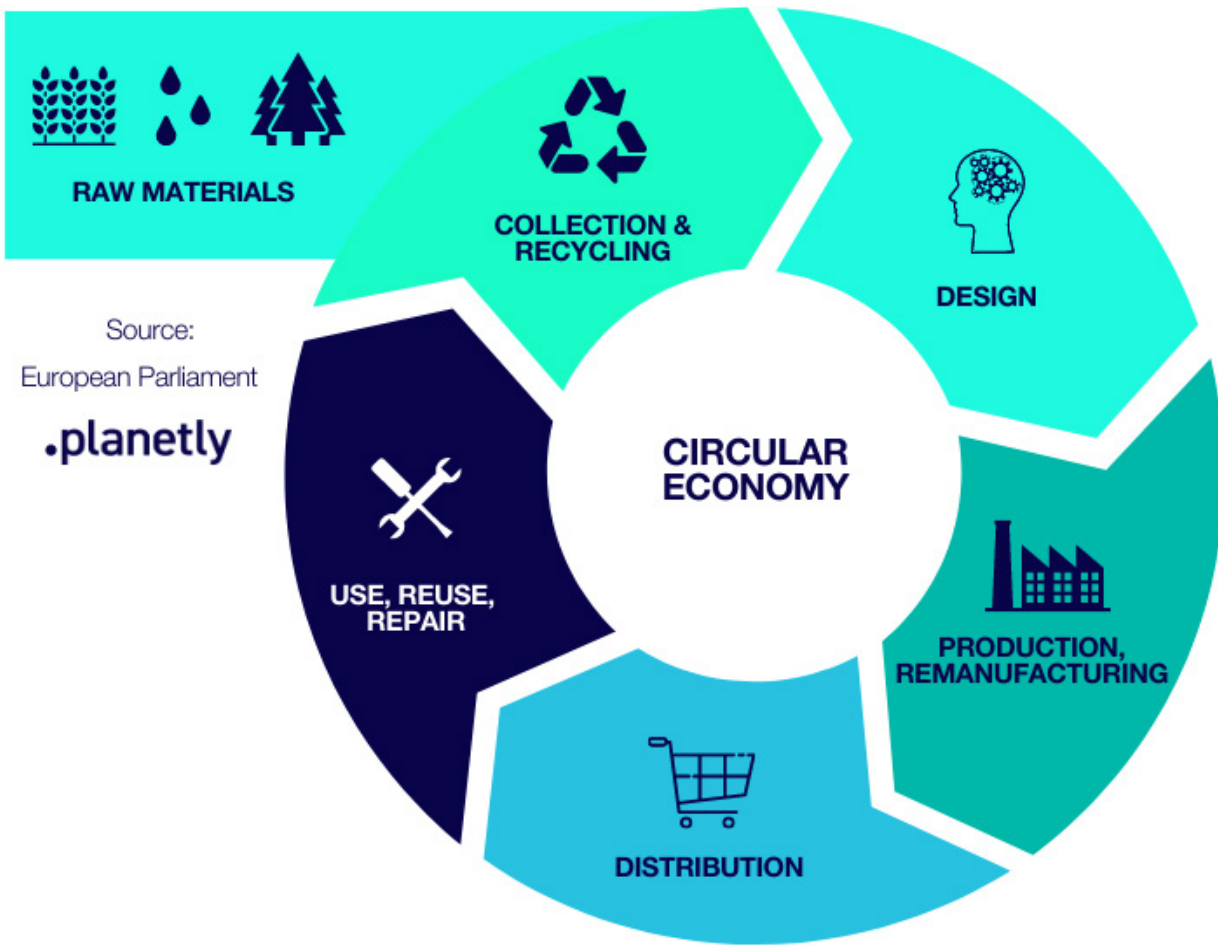 RAW MATERIALS
COLLECTION &
RECYCLING
DESIGN
Source:
European Parliament
.planetly
CIRCULAR
ECONOMY
USE, REUSE,
REPAIR
PRODUCTION,
REMANUFACTURING
DISTRIBUTION